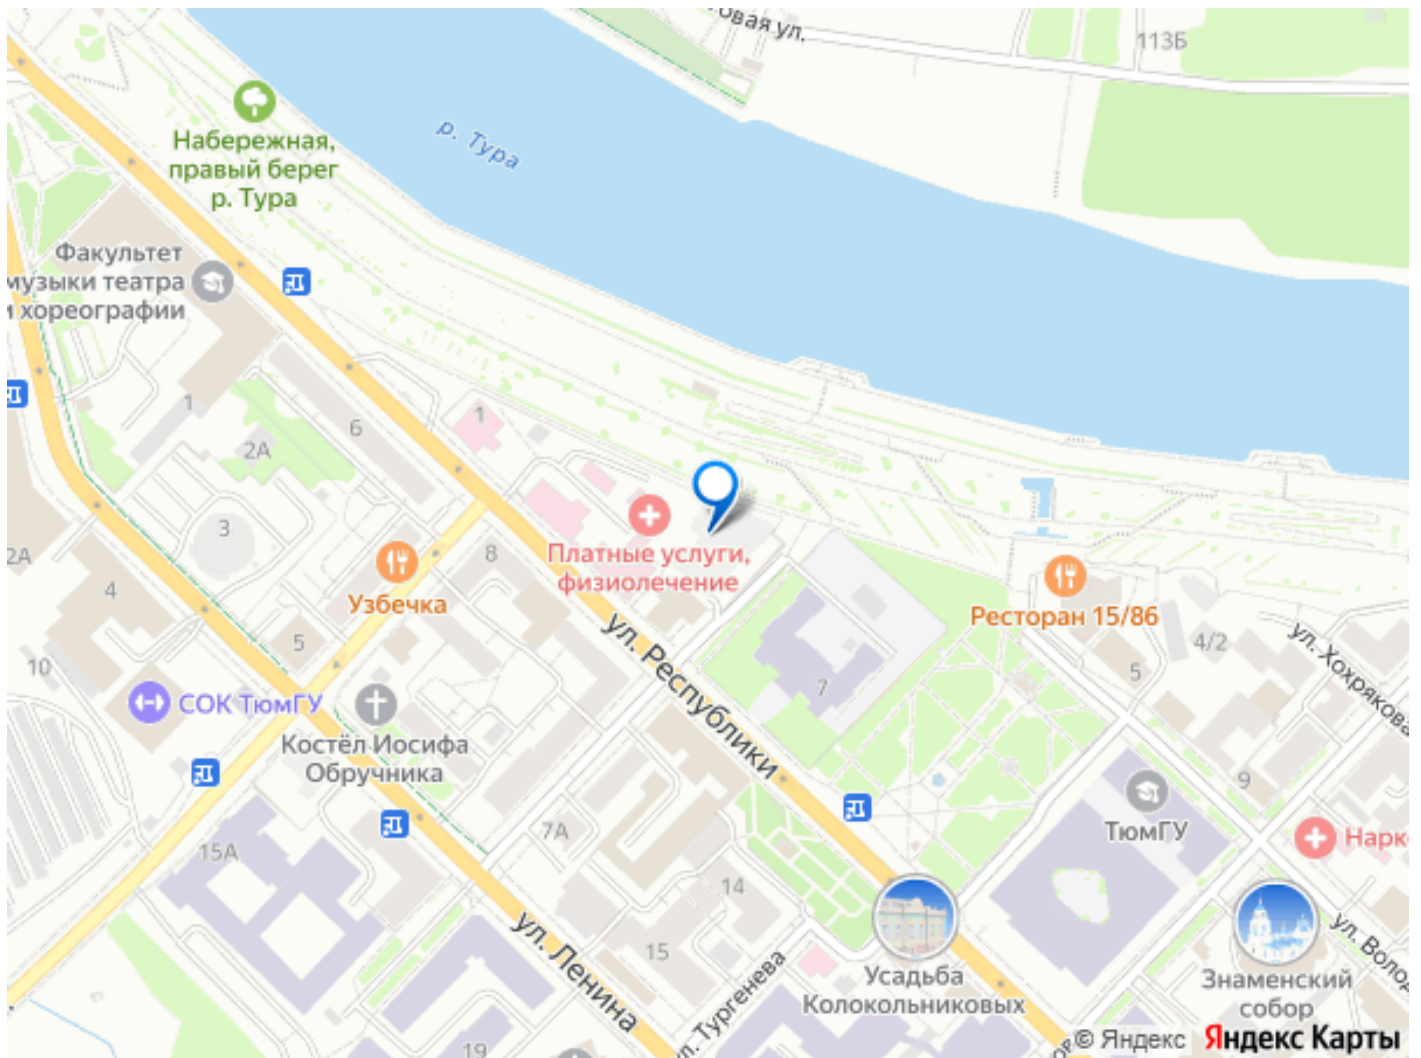 овая ул.
113Б
р. Тура
Набережная,
правый берег
р. Тура
Факультет
музыки театра
и хореографии
1
2А
6
1
3
2А
4
10
5
8
Узбечка
Платные услуги,
физиолечение
ул. Республики
Ресторан 15/86
4/2
5
ул. Хохрякова
7
СОК ТюмГУ
Костёл Иосифа
Обручника
7А
15А
14
15
19
ул. Ленина
ул. Тургенева
Усадьба
Колокольниковых
ТюмГУ
9
Нарк
Знаменский
собор
ул. Волод
© Яндекс Яндекс Карты